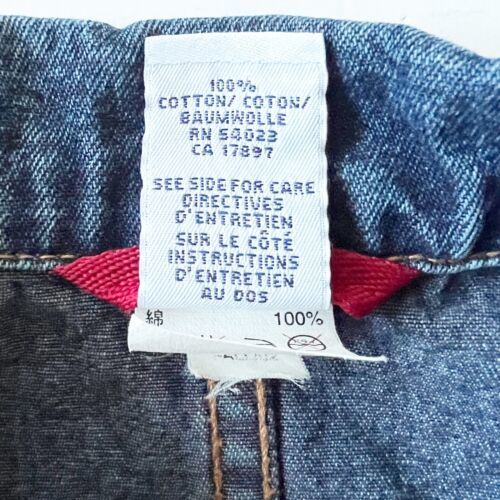 100%
COTTON/ COTON/
BAUMWOLLE
RN 54023
CA 17897
SEE SIDE FOR CARE
DIRECTIVES
D'ENTRETIEN
SUR LE CÔTÉ
INSTRUCTIONS
D'ENTRETIEN
AU DOS
綿 100%